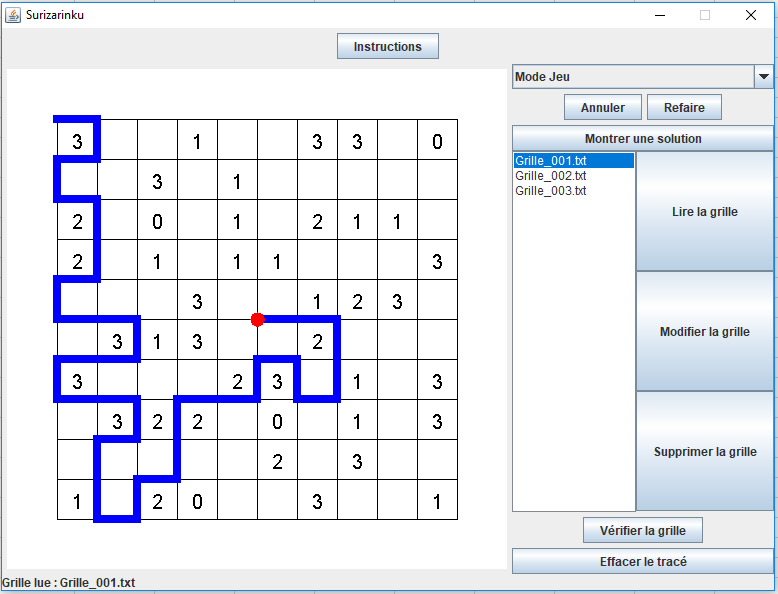 Surizarinku
Instructions
Mode Jeu
Annuler Refaire
Montrer une solution
Grille_001.txt
Grille_002.txt
Grille_003.txt
Lire la grille
Modifier la grille
Supprimer la grille
Vérifier la grille
Effacer le tracé
3 1 3 3 0
3 1
2 0 1 2 1 1
2 1 1 1 3
3 1 2 3
3 1 3 2
3 2 3 1 3
3 2 2 0 1 3
2 3
1 2 0 3 1
Grille lue : Grille_001.txt